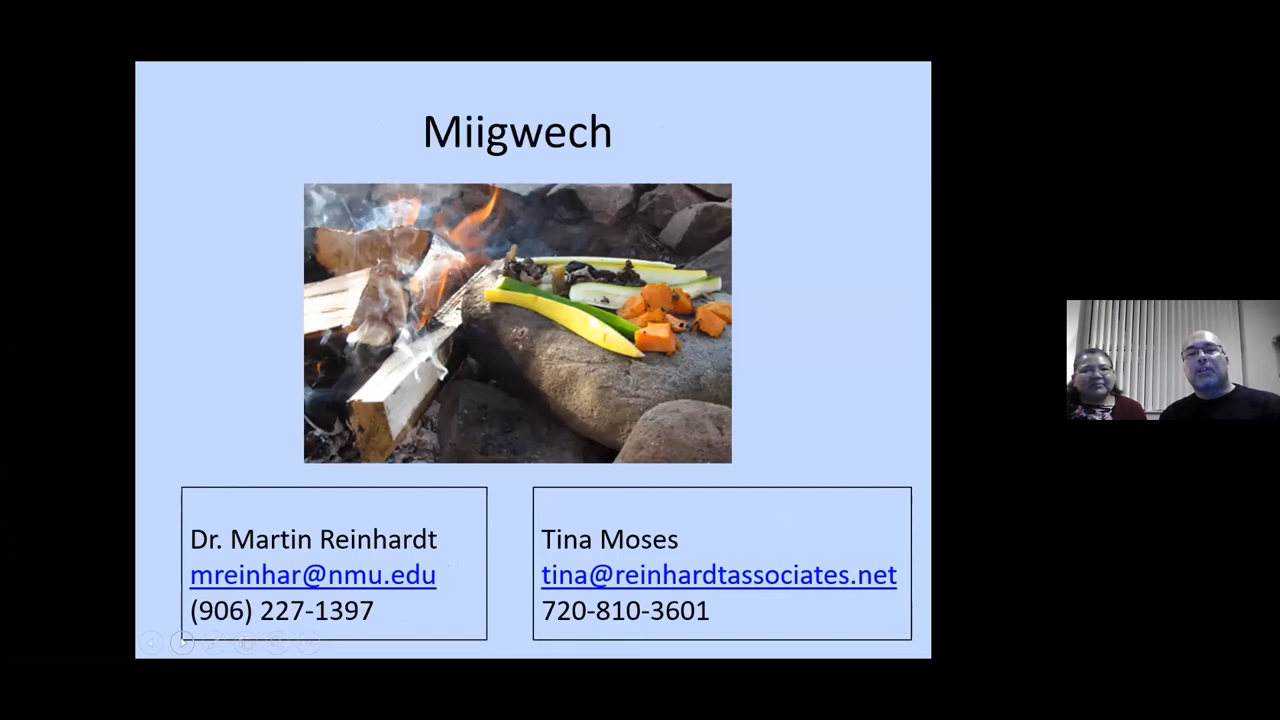 Miigwech
Dr. Martin Reinhardt
mreinhar@nmu.edu
(906) 227-1397
Tina Moses
tina@reinhardtassociates.net
720-810-3601